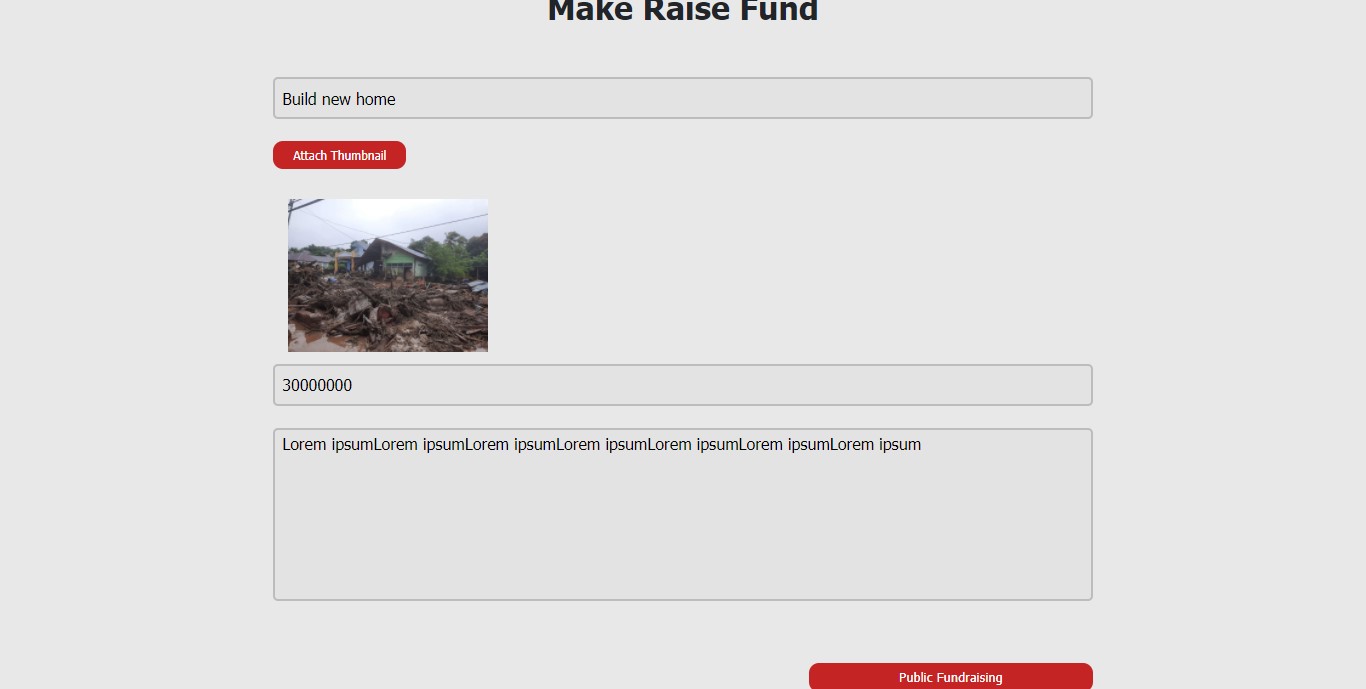 Make Raise Fund
Build new home
Attach Thumbnail
30000000
Lorem ipsumLorem ipsumLorem ipsumLorem ipsumLorem ipsumLorem ipsumLorem ipsum
Public Fundraising